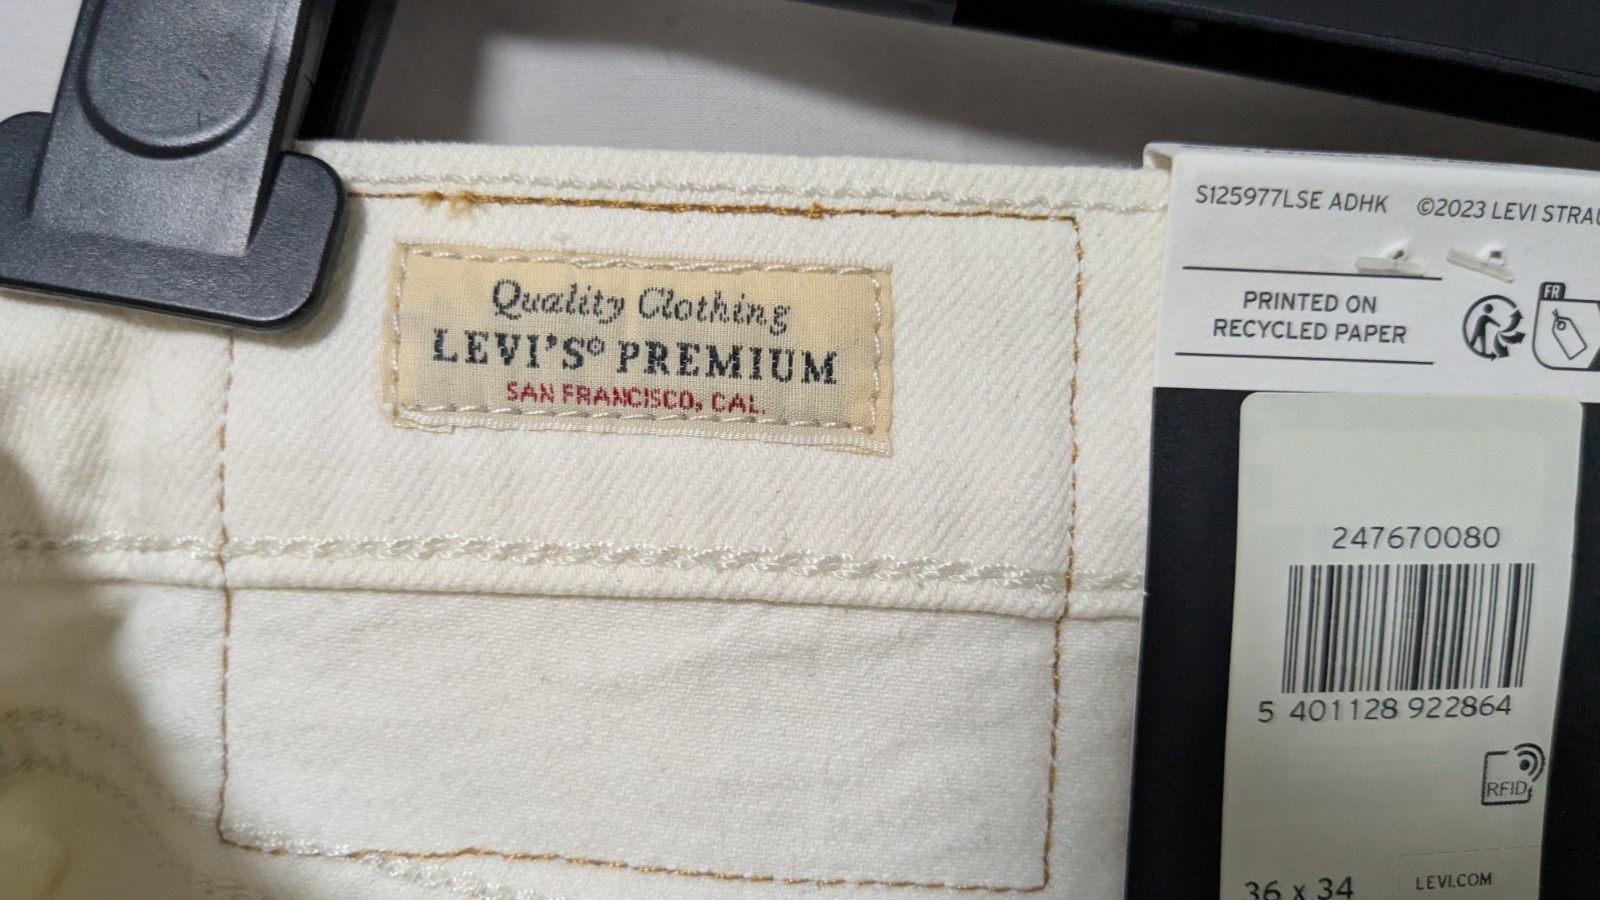 Quality Clothing
LEVI'S® PREMIUM
SAN FRANCISCO, CAL.
S125977LSE ADHK ©2023 LEVI
PRINTED ON
RECYCLED PAPER
FR
247670080
5 401128 922864
RFID
36 x 34
LEVI.COM